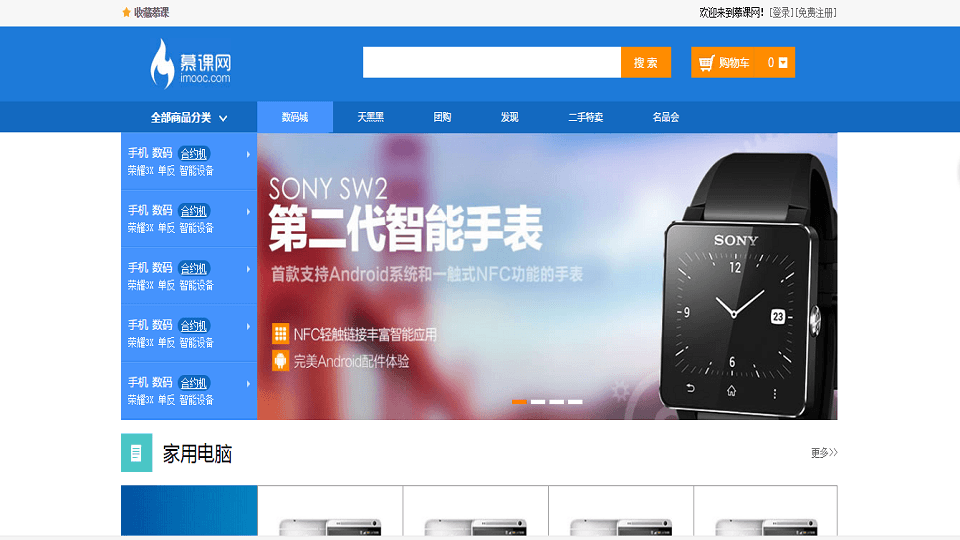 收藏慕课
欢迎来到慕课网! [登录] [免费注册]
慕课网
imooc.com
搜 索
购物车 0
全部商品分类
数码城 天黑黑 团购 发现 二手特卖 名品会
手机 数码 合约机
荣耀3X 单反 智能设备
手机 数码 合约机
荣耀3X 单反 智能设备
手机 数码 合约机
荣耀3X 单反 智能设备
手机 数码 合约机
荣耀3X 单反 智能设备
手机 数码 合约机
荣耀3X 单反 智能设备
SONY SW2
第二代智能手表
首款支持Android系统和一触式NFC功能的手表
NFC轻触链接丰富智能应用
完美Android配件体验
SONY
12
9 23
6
家用电脑
更多>>